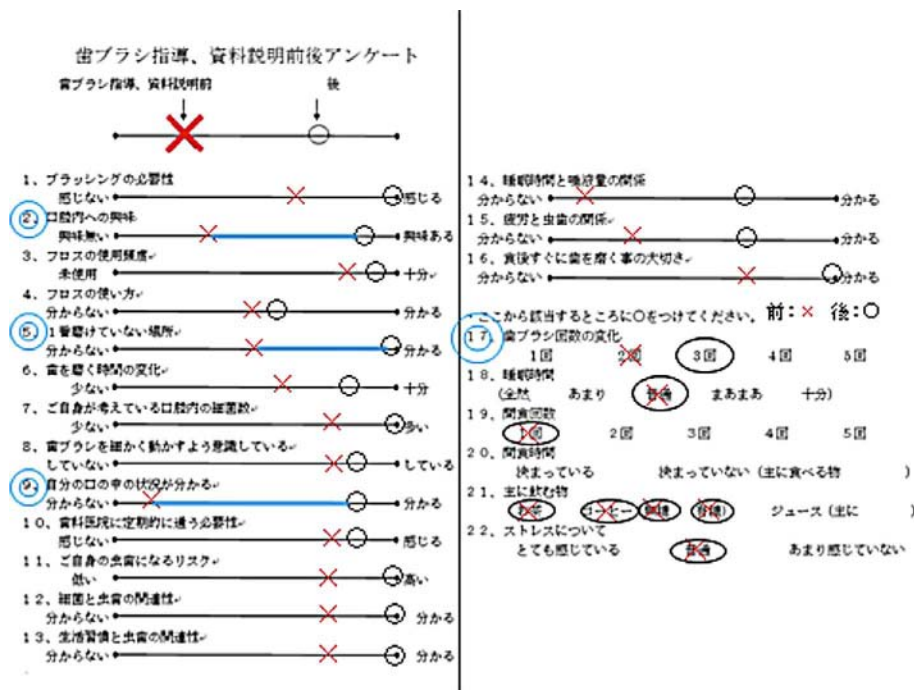 歯ブラシ指導、資料説明前後アンケート
歯ブラシ指導、資料説明前 後
1、ブラッシングの必要性
感じない 感じる
2、口腔内への興味
興味無い 興味ある
3、フロスの使用頻度
未使用 十分
4、フロスの使い方
分からない 分かる
5、1番磨けていない場所
分からない 分かる
6、歯を磨く時間の変化
少ない 十分
7、ご自身が考えている口腔内の細菌数
少ない 多い
8、歯ブラシを細かく動かすよう意識している
していない している
9、自分の口の中の状況が分かる
分からない 分かる
10、歯科医院に定期的に通う必要性
感じない 感じる
11、ご自身の虫歯になるリスク
低い 高い
12、細菌と虫歯の関連性
分からない 分かる
13、生活習慣と虫歯の関連性
分からない 分かる
14、睡眠時間と唾液量の関係
分からない 分かる
15、疲労と虫歯の関係
分からない 分かる
16、食後すぐに歯を磨く事の大切さ
分からない 分かる
ここから該当するところに○をつけてください。 前:× 後:○
17、歯ブラシ回数の変化
1回 2回 3回 4回 5回
18、睡眠時間
(全然 あまり 普通 まあまあ 十分)
19、間食回数
1回 2回 3回 4回 5回
20、間食時間
決まっている 決まっていない(主に食べる物 )
21、主に飲む物
お茶 コーヒー ジュース(主に )
22、ストレスについて
とても感じている 普通 あまり感じていない